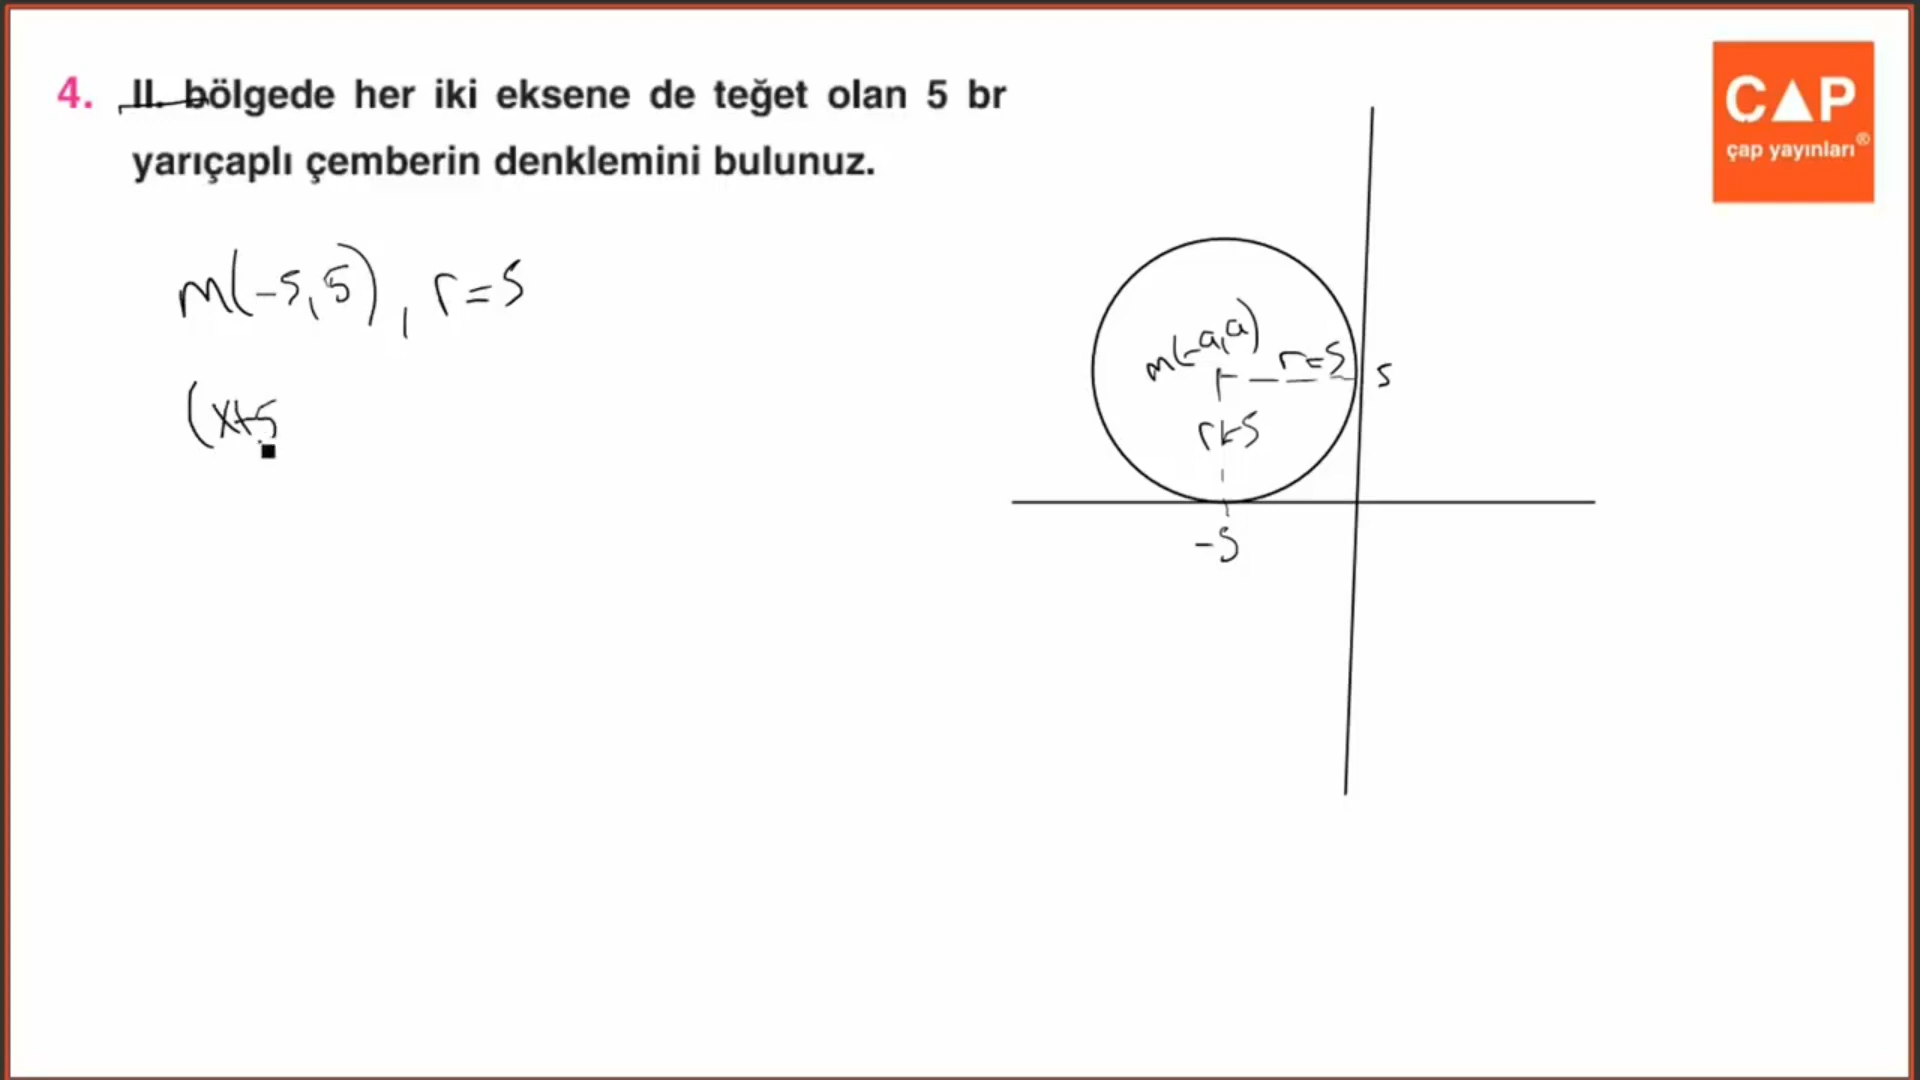 4. II. bölgede her iki eksene de teğet olan 5 br
yarıçaplı çemberin denklemini bulunuz.
CAP
çap yayınları®
m(-5,5), r=5
(x+5
m(-a,a)
r=5
5
r=5
-5